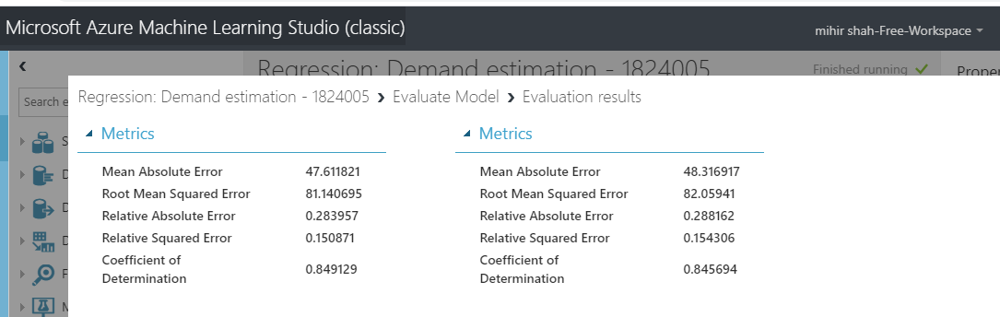 Microsoft Azure Machine Learning Studio (classic)
mihir shah-Free-Workspace
Regression: Demand estimation - 1824005
Finished running
Search e
Regression: Demand estimation - 1824005 › Evaluate Model › Evaluation results
Metrics
Mean Absolute Error 47.611821
Root Mean Squared Error 81.140695
Relative Absolute Error 0.283957
Relative Squared Error 0.150871
Coefficient of
Determination 0.849129
Metrics
Mean Absolute Error 48.316917
Root Mean Squared Error 82.05941
Relative Absolute Error 0.288162
Relative Squared Error 0.154306
Coefficient of
Determination 0.845694